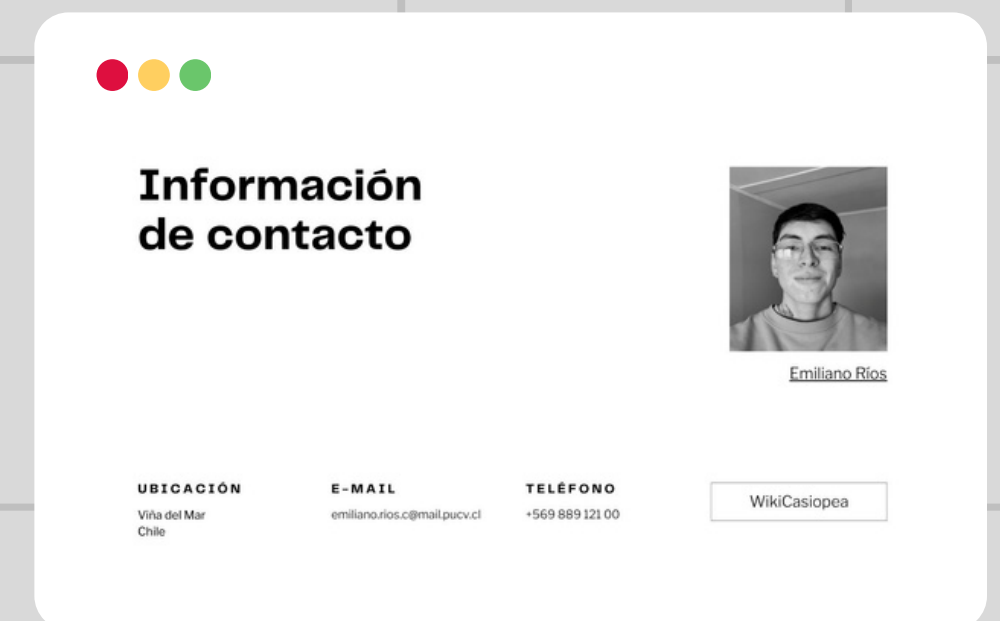 Información
de contacto
Emiliano Ríos
UBICACIÓN
Viña del Mar
Chile
E-MAIL
emiliano.rios.c@mail.pucv.cl
TELÉFONO
+569 889 121 00
WikiCasiopea